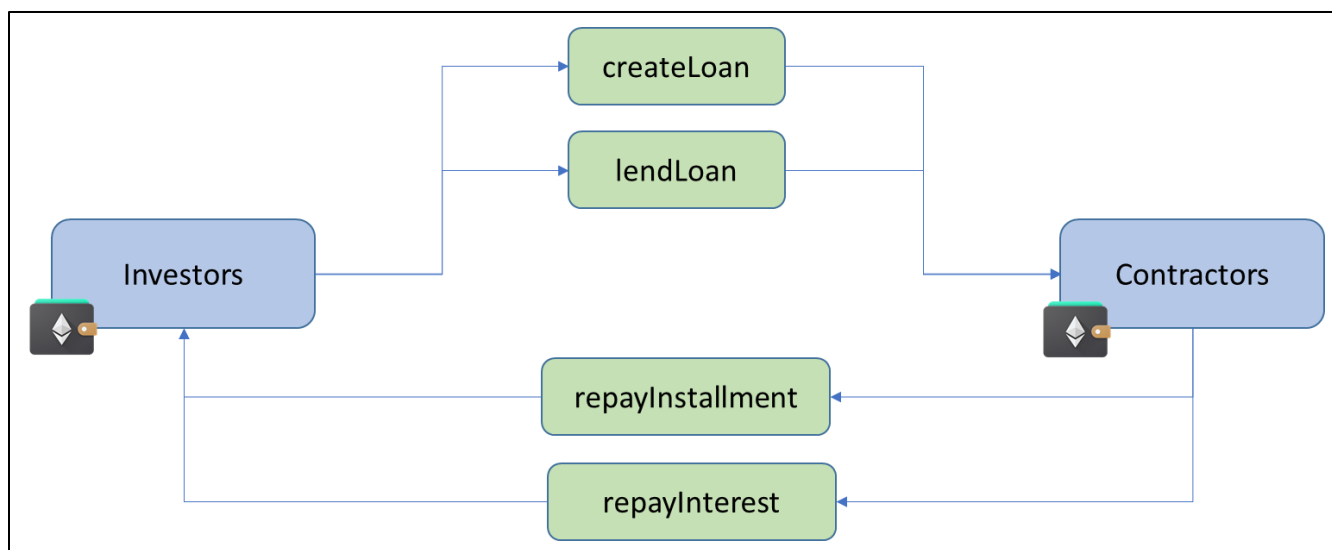 createLoan
lendLoan
Investors
Contractors
repayInstallment
repayInterest